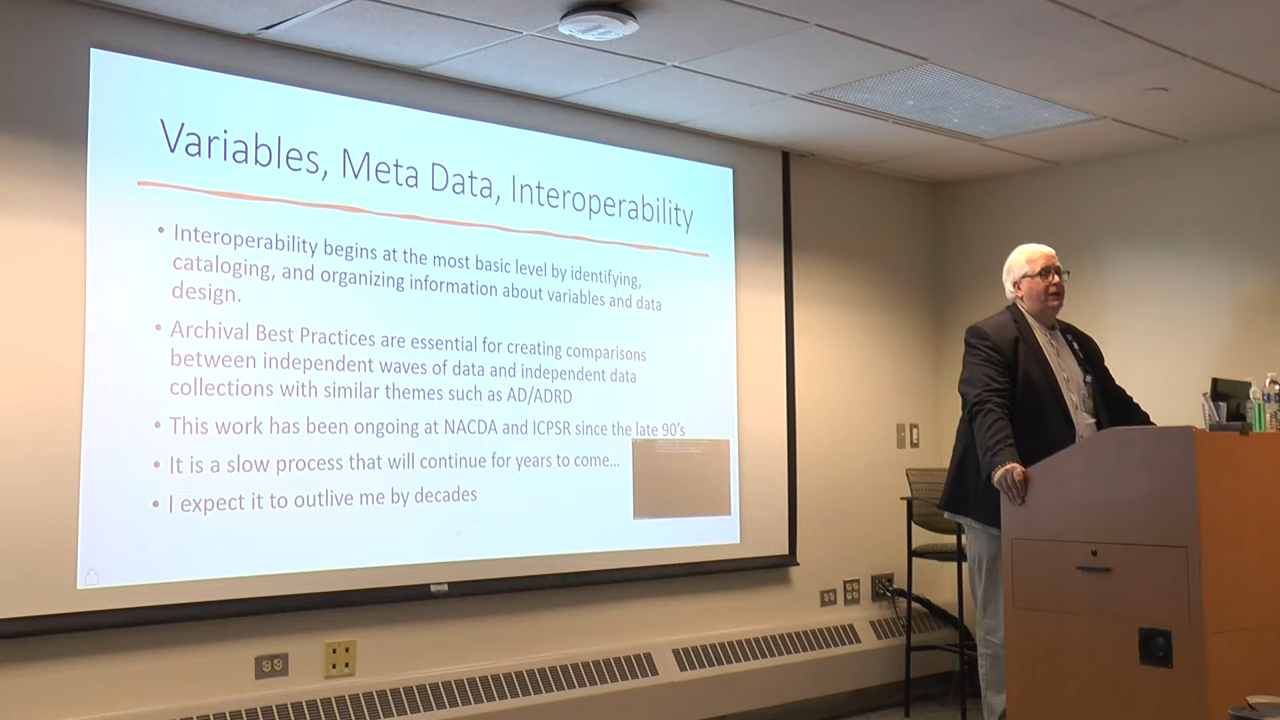 Variables, Meta Data, Interoperability
• Interoperability begins at the most basic level by identifying,
cataloging, and organizing information about variables and data
design.
• Archival Best Practices are essential for creating comparisons
between independent waves of data and independent data
collections with similar themes such as AD/ADRD
• This work has been ongoing at NACDA and ICPSR since the late 90’s
• It is a slow process that will continue for years to come…
• I expect it to outlive me by decades